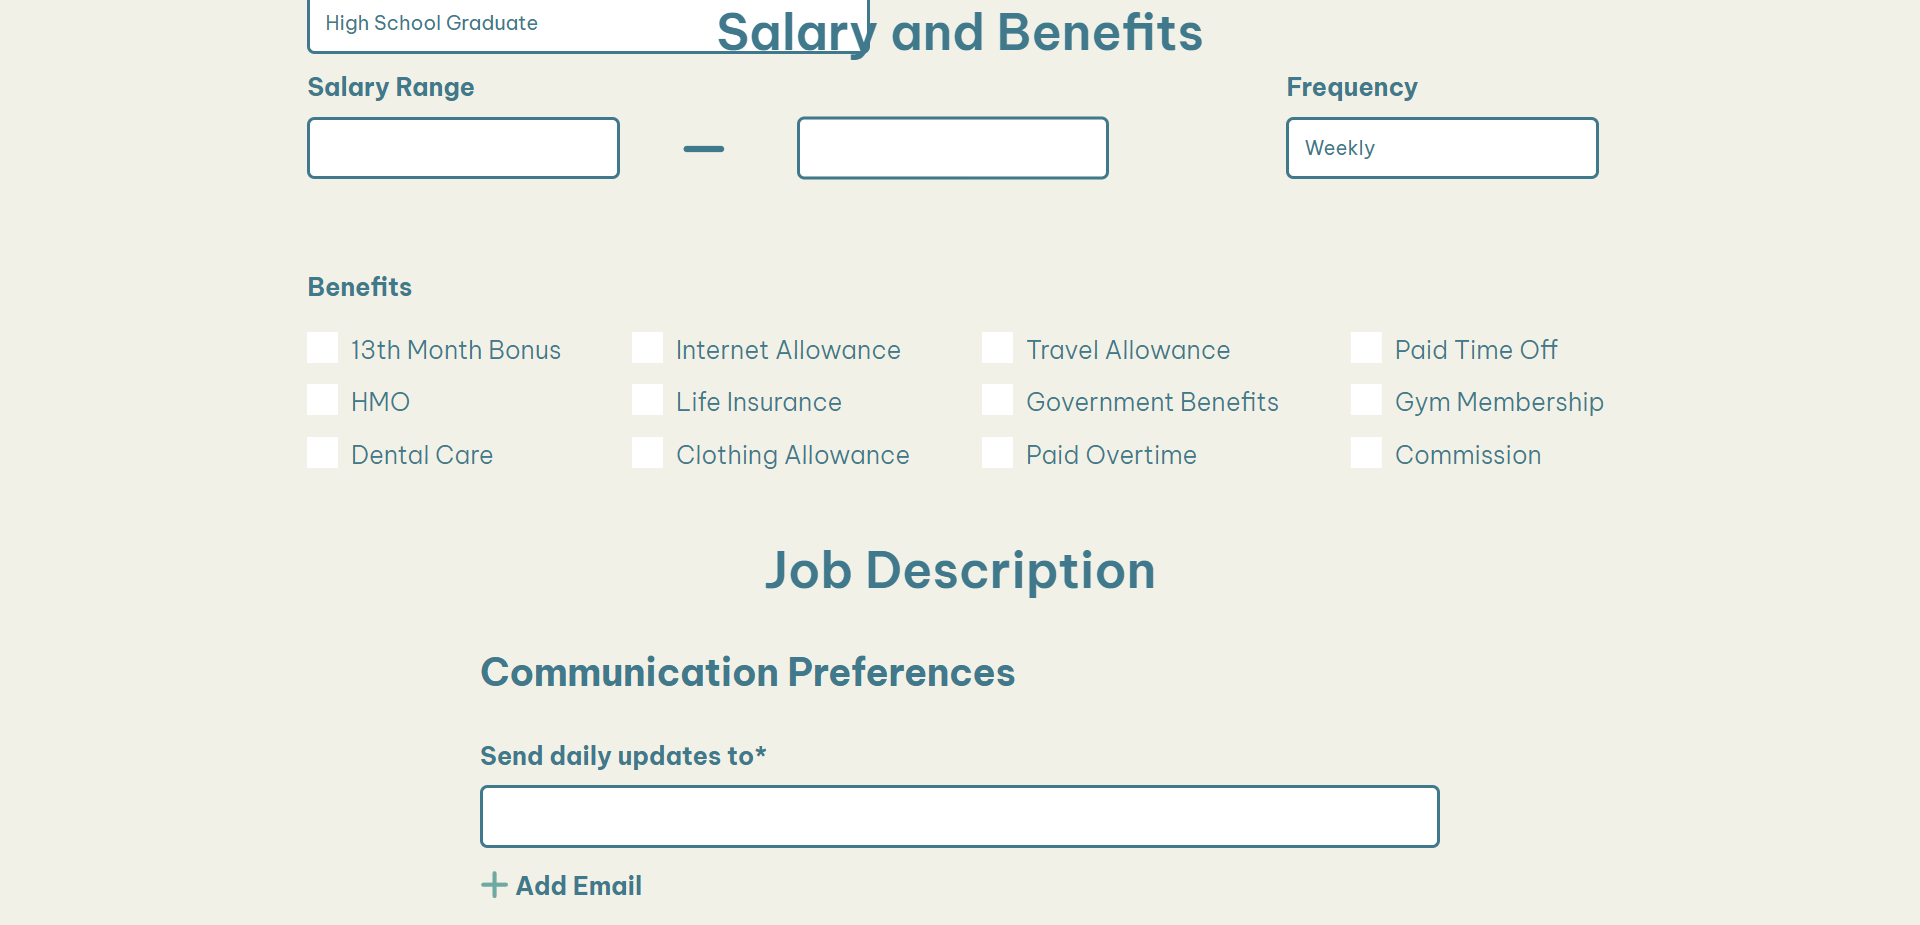 High School Graduate
Salary and Benefits
Salary Range
Frequency
Weekly
Benefits
13th Month Bonus
Internet Allowance
Travel Allowance
Paid Time Off
HMO
Life Insurance
Government Benefits
Gym Membership
Dental Care
Clothing Allowance
Paid Overtime
Commission
Job Description
Communication Preferences
Send daily updates to*
Add Email